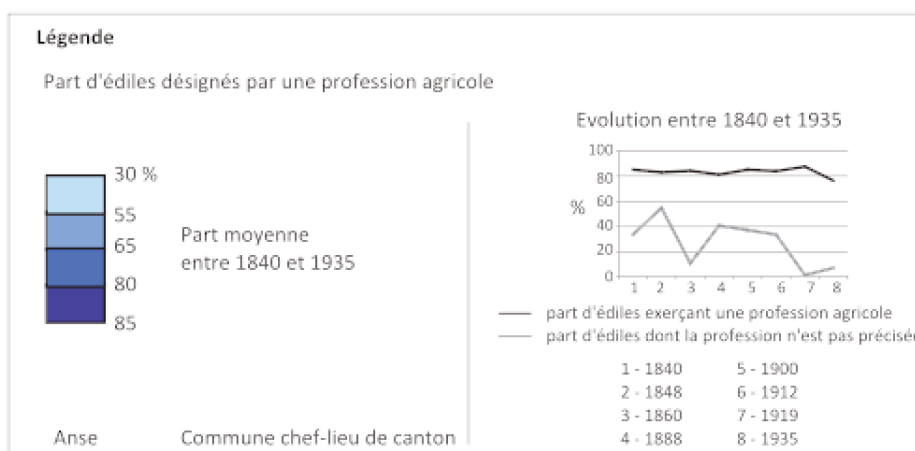 Légende
Part d'édiles désignés par une profession agricole
30 %
55
65
80
85
Part moyenne
entre 1840 et 1935
Anse Commune chef-lieu de canton
Evolution entre 1840 et 1935
100
80
60
%
40
20
0
1 2 3 4 5 6 7 8
part d'édiles exerçant une profession agricole
part d'édiles dont la profession n'est pas précisée
1 - 1840 5 - 1900
2 - 1848 6 - 1912
3 - 1860 7 - 1919
4 - 1888 8 - 1935